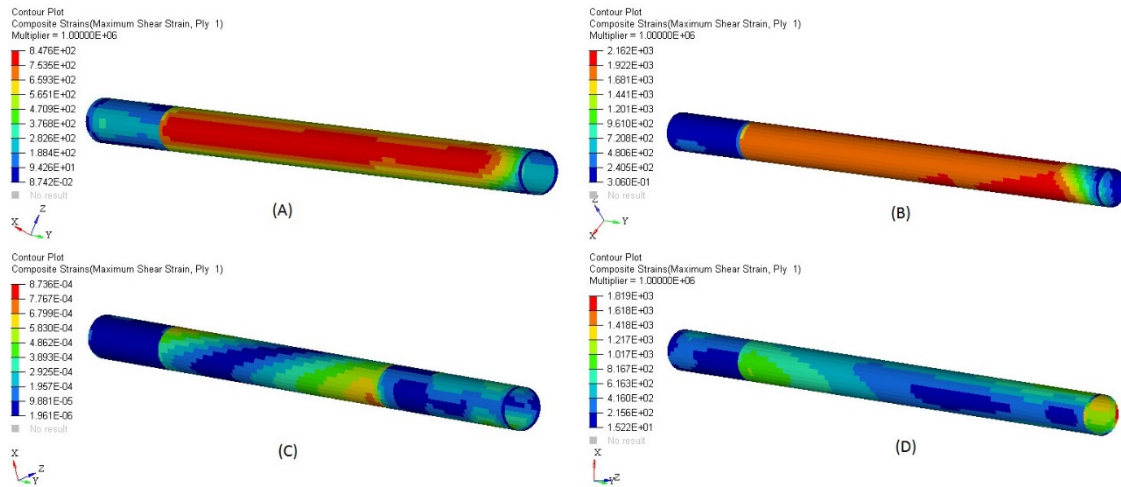 Contour Plot
Composite Strains(Maximum Shear Strain, Ply 1)
Multiplier = 1.00000E+06
8.476E+02
7.535E+02
6.593E+02
5.651E+02
4.709E+02
3.768E+02
2.826E+02
1.884E+02
9.426E+01
8.742E-02
No result
X
Z
Y
(A)
Contour Plot
Composite Strains(Maximum Shear Strain, Ply 1)
Multiplier = 1.00000E+06
2.162E+03
1.922E+03
1.681E+03
1.441E+03
1.201E+03
9.610E+02
7.208E+02
4.806E+02
2.405E+02
3.060E-01
No result
Z
Y
X
(B)
Contour Plot
Composite Strains(Maximum Shear Strain, Ply 1)
8.736E-04
7.767E-04
6.799E-04
5.830E-04
4.862E-04
3.893E-04
2.925E-04
1.957E-04
9.881E-05
1.961E-06
No result
X
Z
Y
(C)
Contour Plot
Composite Strains(Maximum Shear Strain, Ply 1)
Multiplier = 1.00000E+06
1.819E+03
1.618E+03
1.418E+03
1.217E+03
1.017E+03
8.167E+02
6.163E+02
4.160E+02
2.156E+02
1.522E+01
No result
X
Y
Z
(D)